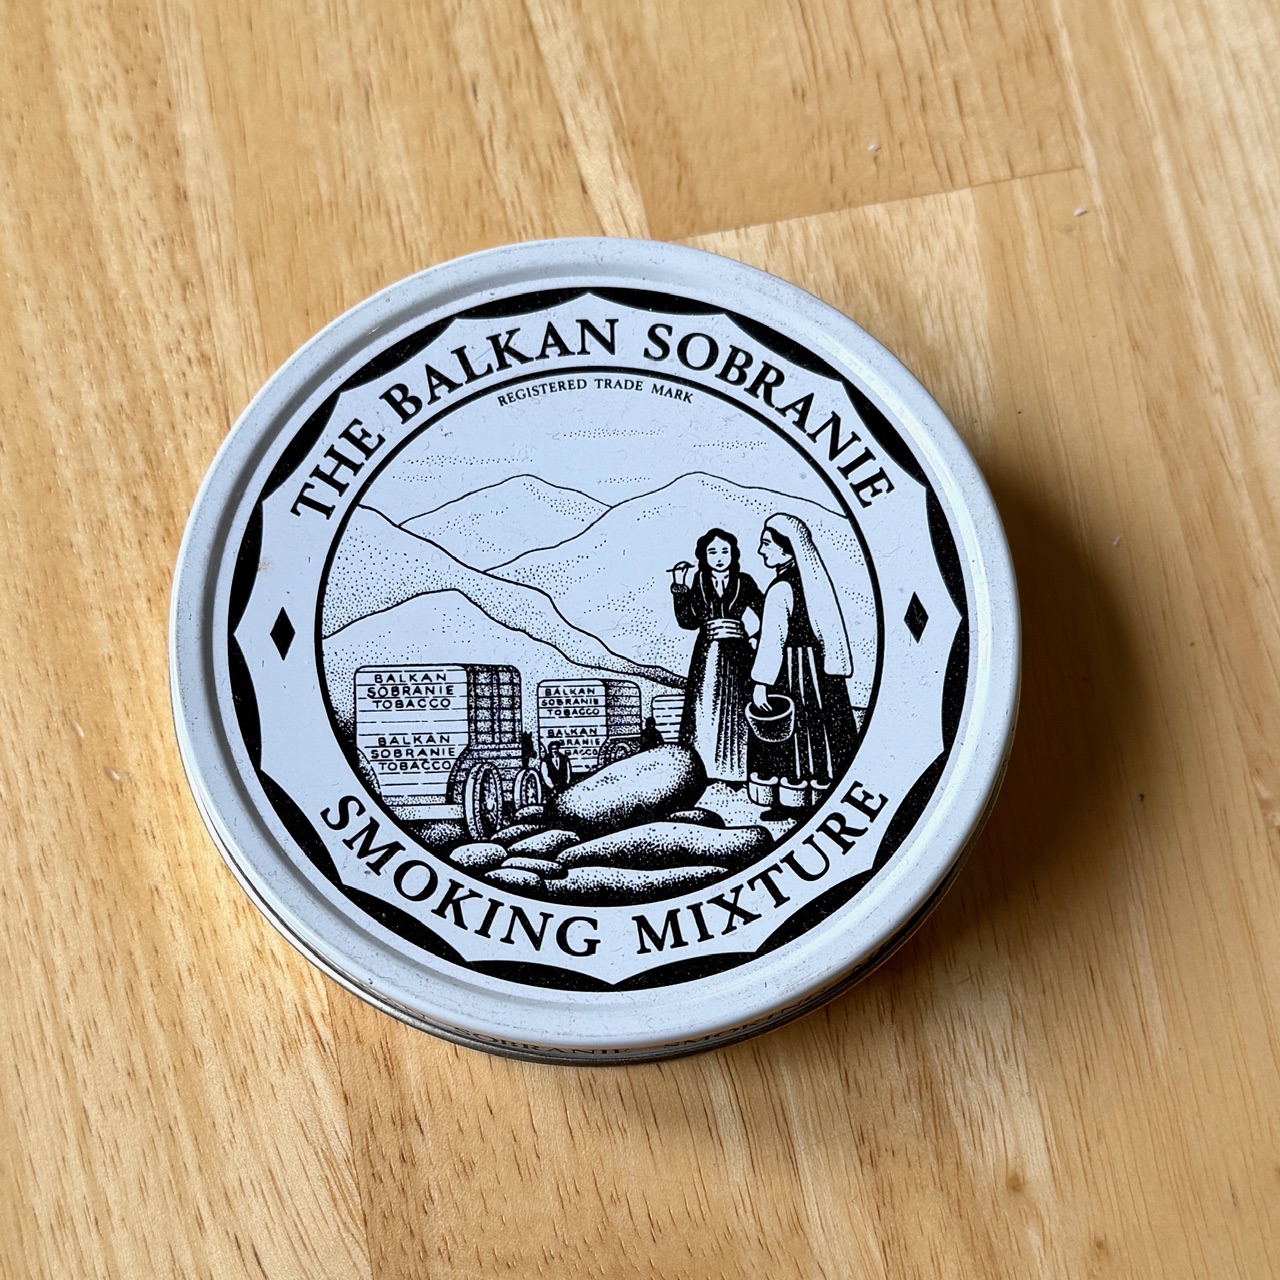 THE BALKAN SOBRANIE
REGISTERED TRADE MARK
BALKAN
SOBRANIE
TOBACCO
BALKAN
SOBRANIE
TOBACCO
BALKAN
SOBRANIE
TOBACCO
BALKAN
SMOKING MIXTURE
SOBRANIE SMOKING